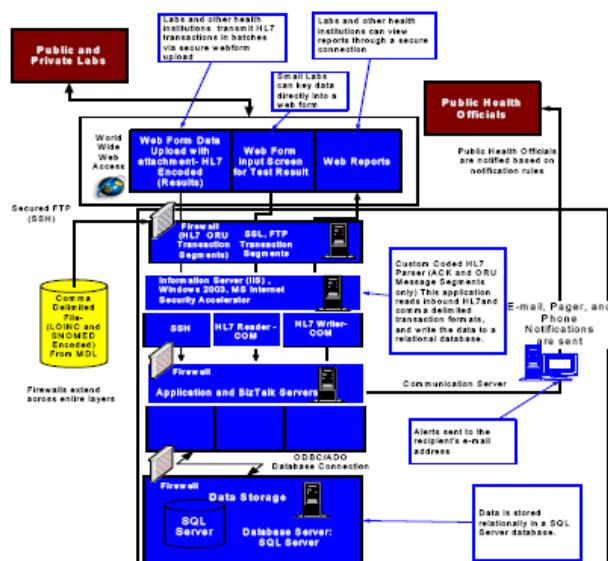 Labs and other health
institutions transmit HL7
transactions in batches
via secure webform
upload
Labs and other health
institutions can view
reports through a secure
connection
Public and
Private Labs
Small Labs
can key data
directly into a
web form
Public Health
Officials
World
Wide
Web
Access
Web Form Data
Upload with
attachment- HL7
Encoded
(Results)
Web Form
Input Screen
for Test Result
Web Reports
Public Health Officials
are notified based on
notification rules
Secured FTP
(SSH)
Firewall
(HL7 ORU
Transaction
Segments)
SSL, FTP
Transaction
Segments
Custom Coded HL7
Parser (ACK and ORU
Message Segments
only) This application
reads inbound HL7and
comma delimited
transaction formats,
and write the data to
a relational database.
Information Server (IIS) ,
Windows 2003, MS Internet
Security Accelerator
Comma
Delimited
File-
(LOINC and
SNOMED
Encoded)
From MDL
E-mail, Pager, and
Phone
Notifications
are sent
SSH
HL7 Reader -
COM
HL7 Writer-
COM
Firewall
Application and BizTalk Servers
Communication Server
Firewalls extend
across entire layers
Alerts sent to the
recipient's e-mail
address
ODBC/ADO
Database Connection
Firewall
Data Storage
SQL
Server
Database Server:
SQL Server
Data is stored
relationally in a SQL
Server database.